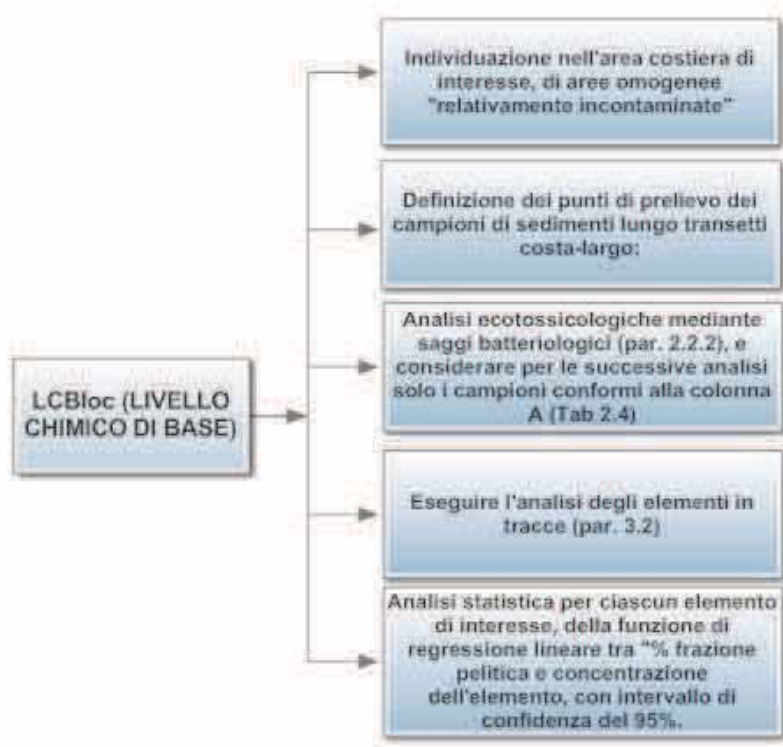 Individuazione nell'area costiera di
interesse, di aree omogenee
"relativamente incontaminate"
Definizione dei punti di prelievo dei
campioni di sedimenti lungo transetti
costa-largo;
Analisi ecotossicologiche mediante
saggi batteriologici (par. 2.2.2), e
considerare per le successive analisi
solo i campioni conformi alla colonna
A (Tab 2.4)
LCBloc (LIVELLO
CHIMICO DI BASE)
Eseguire l'analisi degli elementi in
tracce (par. 3.2)
Analisi statistica per ciascun elemento
di interesse, della funzione di
regressione lineare tra "% frazione
pelitica e concentrazione
dell'elemento, con intervallo di
confidenza del 95%.